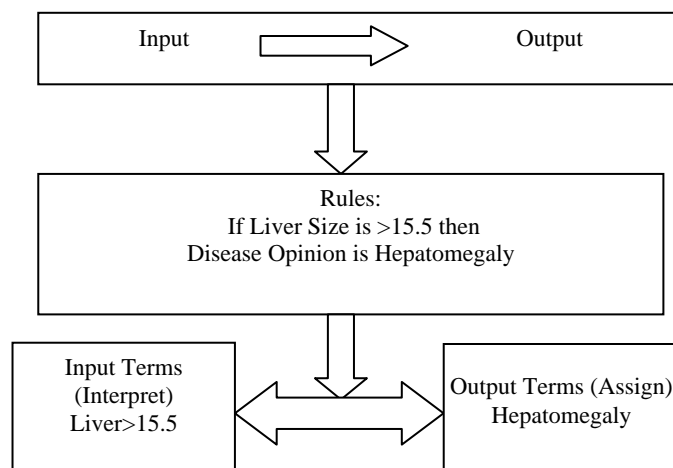 Input
Output
Rules:
If Liver Size is >15.5 then
Disease Opinion is Hepatomegaly
Input Terms
(Interpret)
Liver>15.5
Output Terms (Assign)
Hepatomegaly